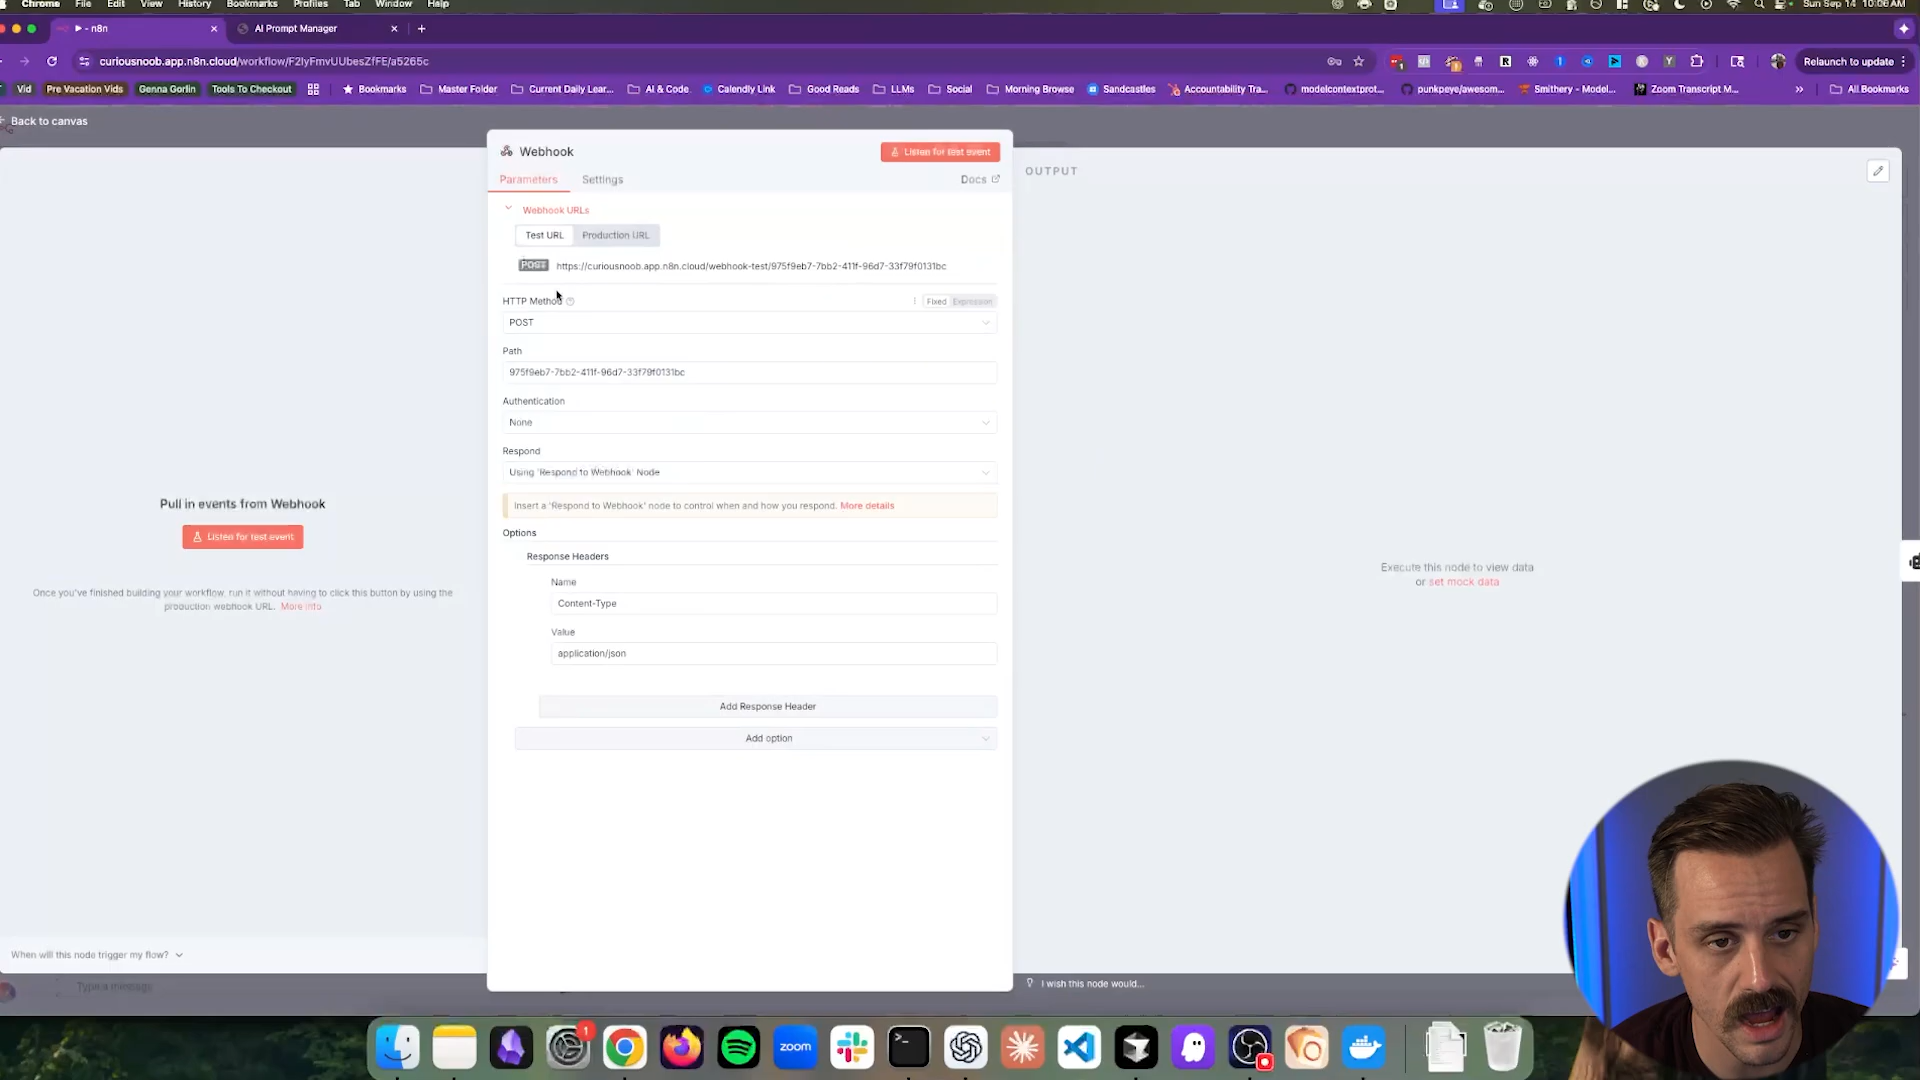 Chrome File Edit View History Bookmarks Profiles Tab Window Help
Sun Sep 14 10:06 AM
- n8n
AI Prompt Manager
curiousnoob.app.n8n.cloud/workflow/F2IyFmvUUbesZfFE/a5265c
Relaunch to update
Vid Pre Vacation Vids Genna Gorlin Tools To Checkout Bookmarks Master Folder Current Daily Lear... AI & Code Calendly Link Good Reads LLMs Social Morning Browse Sandcastles Accountability Tra... modelcontextprot... punkpeye/awesom... Smithery - Model... Zoom Transcript M... » All Bookmarks
Back to canvas
Webhook
Listen for test event
Parameters Settings
Docs
OUTPUT
Webhook URLs
Test URL Production URL
POST https://curiousnoob.app.n8n.cloud/webhook-test/975f9eb7-7bb2-411f-96d7-33f79f0131bc
HTTP Method
Fixed Expression
POST
Path
975f9eb7-7bb2-411f-96d7-33f79f0131bc
Authentication
None
Respond
Using 'Respond to Webhook' Node
Insert a 'Respond to Webhook' node to control when and how you respond. More details
Options
Response Headers
Name
Content-Type
Value
application/json
Add Response Header
Add option
Pull in events from Webhook
Listen for test event
Once you've finished building your workflow, run it without having to click this button by using the
production webhook URL. More info
When will this node trigger my flow?
Type a message
Execute this node to view data
or set mock data
I wish this node would...
1
zoom